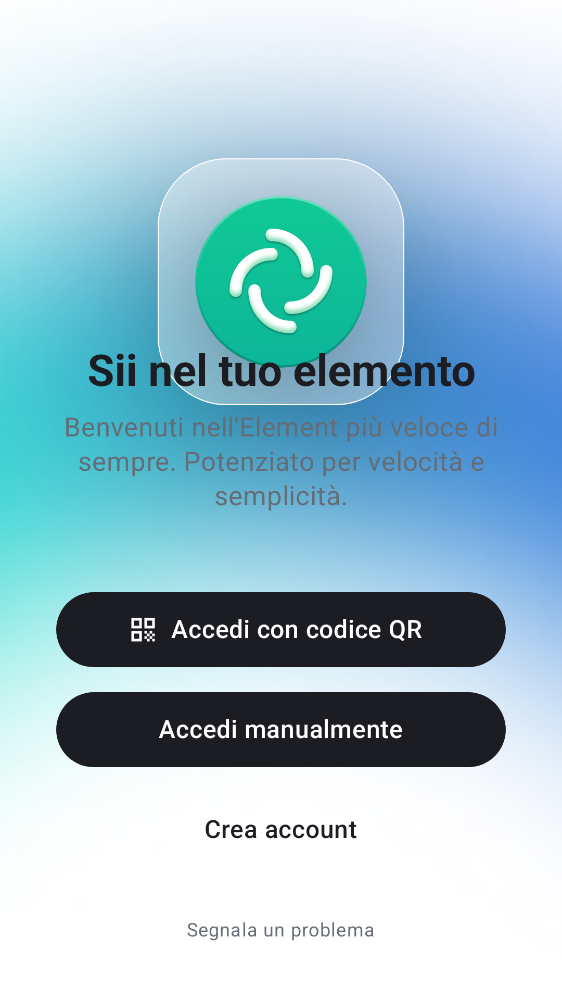 Sii nel tuo elemento
Benvenuti nell'Element più veloce di
sempre. Potenziato per velocità e
semplicità.
Accedi con codice QR
Accedi manualmente
Crea account
Segnala un problema